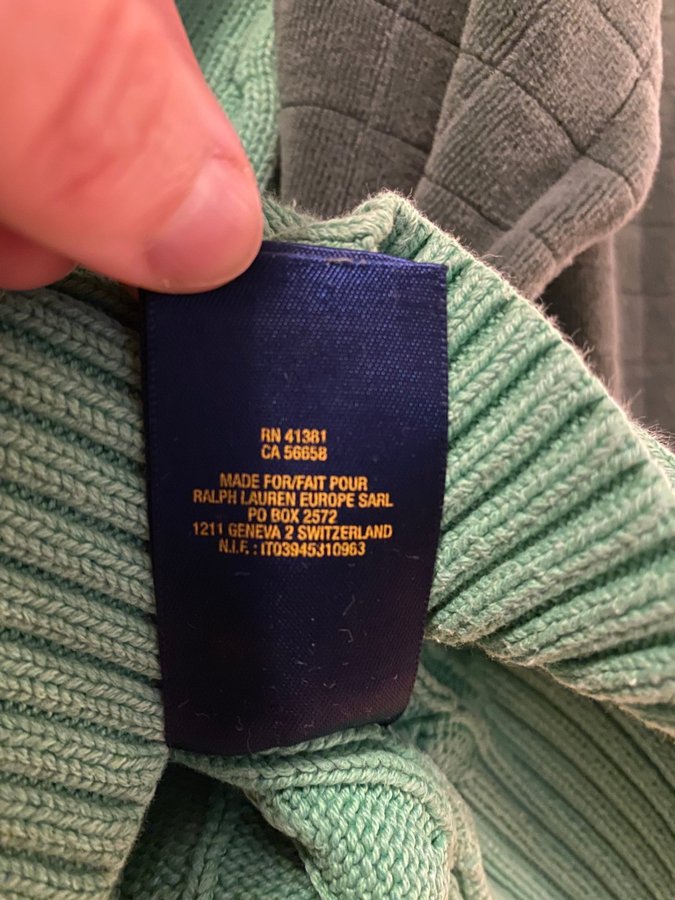 RN 41381
CA 56658
MADE FOR/FAIT POUR
RALPH LAUREN EUROPE SARL
PO BOX 2572
1211 GENEVA 2 SWITZERLAND
N.I.F. : IT03945310963